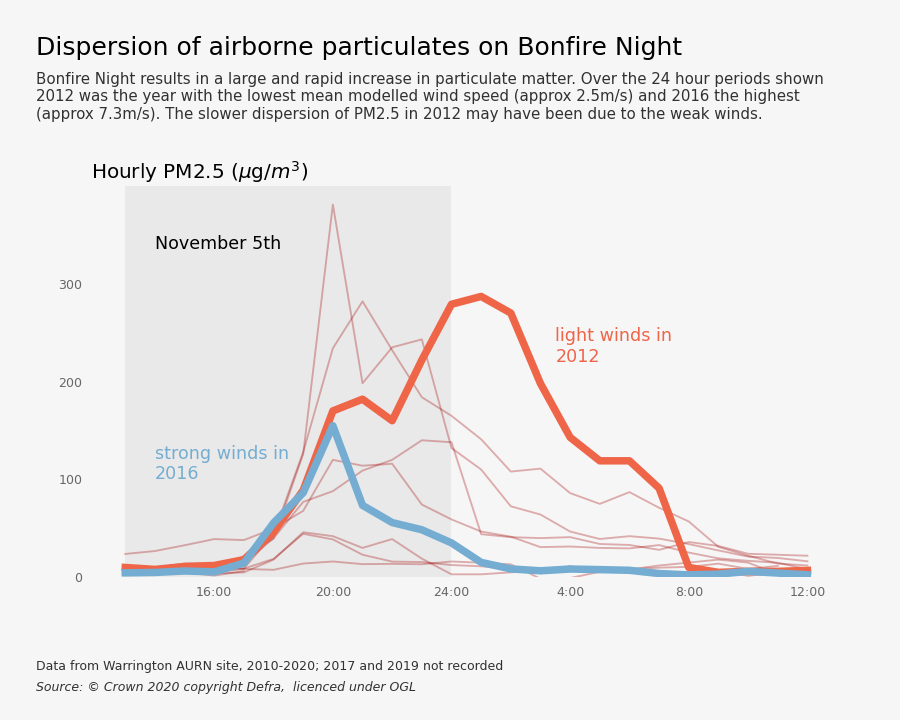 Dispersion of airborne particulates on Bonfire Night
Bonfire Night results in a large and rapid increase in particulate matter. Over the 24 hour periods shown
2012 was the year with the lowest mean modelled wind speed (approx 2.5m/s) and 2016 the highest
(approx 7.3m/s). The slower dispersion of PM2.5 in 2012 may have been due to the weak winds.
Hourly PM2.5 (μg/m³)
November 5th
300
light winds in
2012
200
strong winds in
2016
100
0
16:00 20:00 24:00 4:00 8:00 12:00
Data from Warrington AURN site, 2010-2020; 2017 and 2019 not recorded
Source: © Crown 2020 copyright Defra,  licenced under OGL